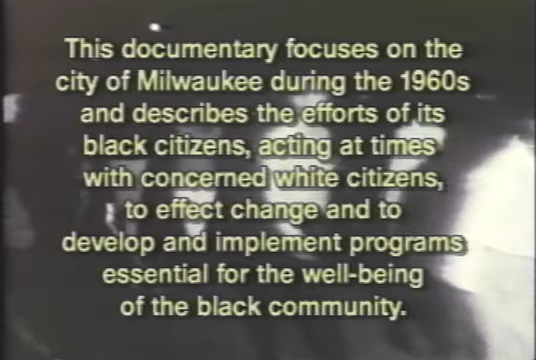 This documentary focuses on the
city of Milwaukee during the 1960s
and describes the efforts of its
black citizens, acting at times
with concerned white citizens,
to effect change and to
develop and implement programs
essential for the well-being
of the black community.